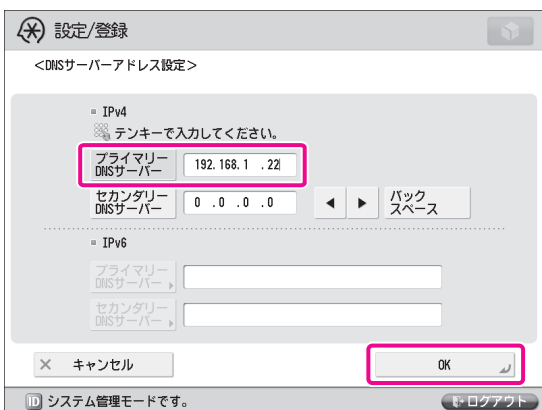 設定/登録
<DNSサーバーアドレス設定>
IPv4
テンキーで入力してください。
プライマリー
DNSサーバー
192.168.1 .22
セカンダリー
DNSサーバー
0 .0 .0 .0
◀
▶
バック
スペース
IPv6
プライマリー
DNSサーバー
セカンダリー
DNSサーバー
× キャンセル
OK
ID システム管理モードです。
ログアウト